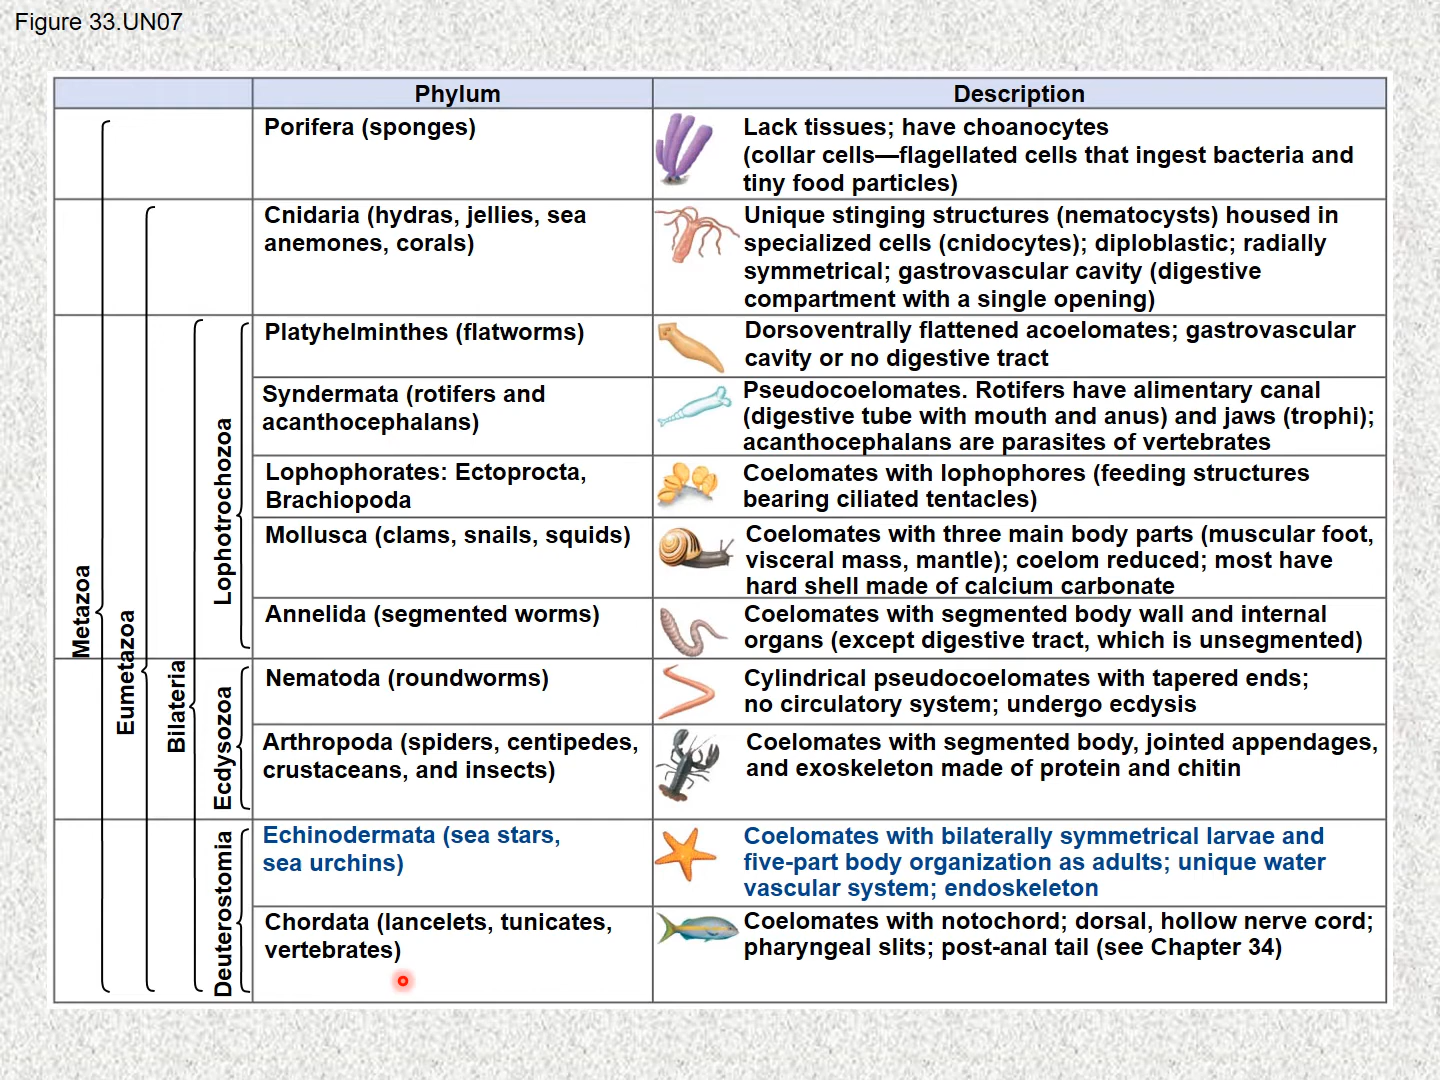 Figure 33.UN07
Phylum
Description
Metazoa
Eumetazoa
Bilateria
Lophotrochozoa
Ecdysozoa
Deuterostomia
Porifera (sponges)
Lack tissues; have choanocytes
(collar cells—flagellated cells that ingest bacteria and
tiny food particles)
Cnidaria (hydras, jellies, sea
anemones, corals)
Unique stinging structures (nematocysts) housed in
specialized cells (cnidocytes); diploblastic; radially
symmetrical; gastrovascular cavity (digestive
compartment with a single opening)
Platyhelminthes (flatworms)
Dorsoventrally flattened acoelomates; gastrovascular
cavity or no digestive tract
Syndermata (rotifers and
acanthocephalans)
Pseudocoelomates. Rotifers have alimentary canal
(digestive tube with mouth and anus) and jaws (trophi);
acanthocephalans are parasites of vertebrates
Lophophorates: Ectoprocta,
Brachiopoda
Coelomates with lophophores (feeding structures
bearing ciliated tentacles)
Mollusca (clams, snails, squids)
Coelomates with three main body parts (muscular foot,
visceral mass, mantle); coelom reduced; most have
hard shell made of calcium carbonate
Annelida (segmented worms)
Coelomates with segmented body wall and internal
organs (except digestive tract, which is unsegmented)
Nematoda (roundworms)
Cylindrical pseudocoelomates with tapered ends;
no circulatory system; undergo ecdysis
Arthropoda (spiders, centipedes,
crustaceans, and insects)
Coelomates with segmented body, jointed appendages,
and exoskeleton made of protein and chitin
Echinodermata (sea stars,
sea urchins)
Coelomates with bilaterally symmetrical larvae and
five-part body organization as adults; unique water
vascular system; endoskeleton
Chordata (lancelets, tunicates,
vertebrates)
Coelomates with notochord; dorsal, hollow nerve cord;
pharyngeal slits; post-anal tail (see Chapter 34)